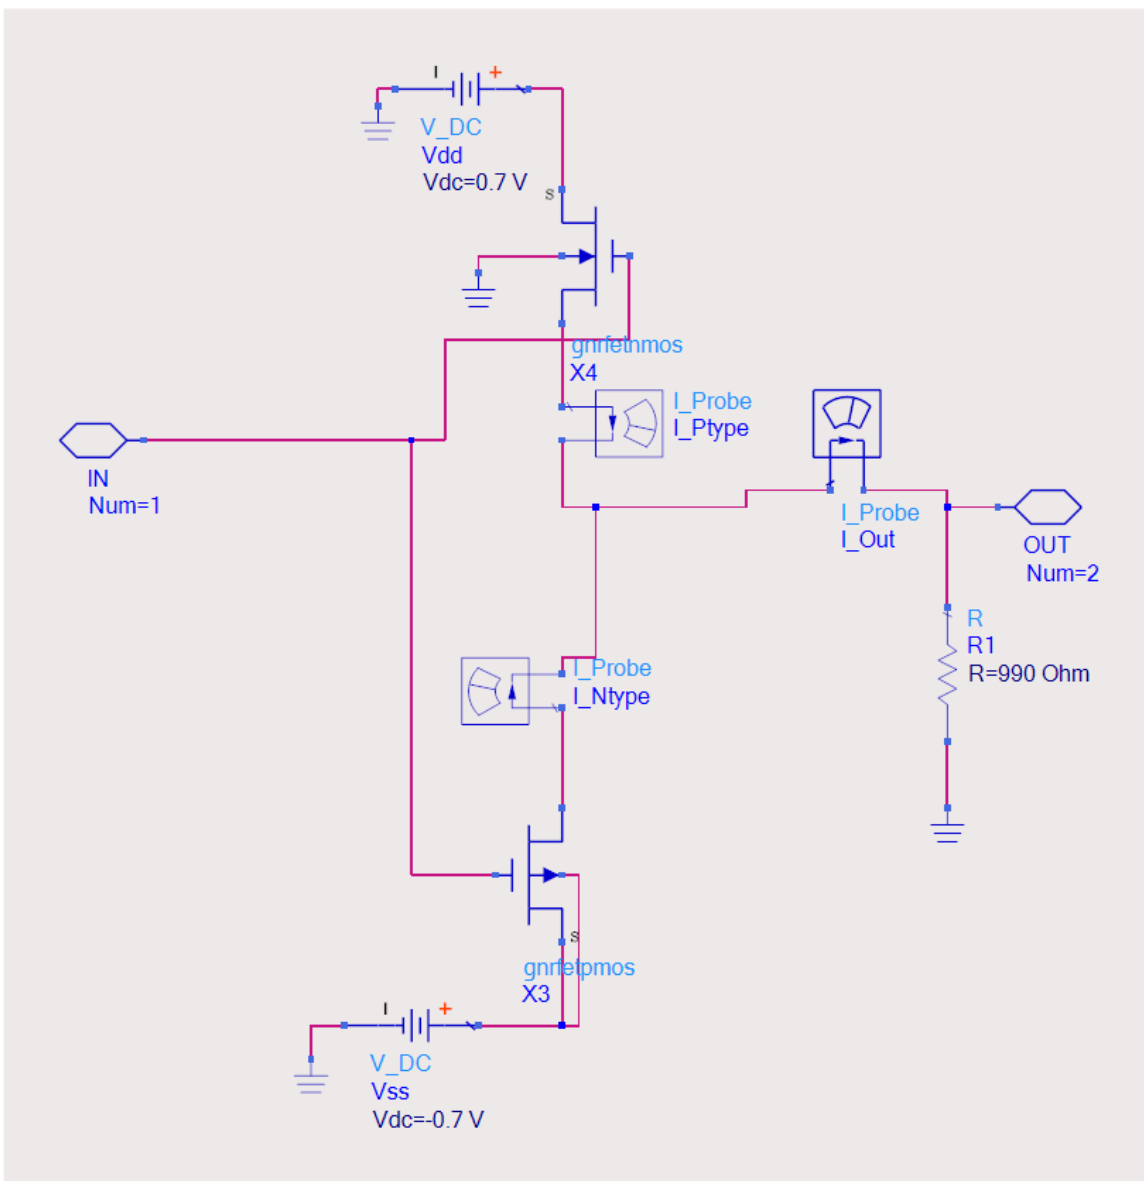 I +
V_DC
Vdd
Vdc=0.7 V
S
gnrfetnmos
X4
I_Probe
I_Ptype
IN
Num=1
I_Probe
I_Out
OUT
Num=2
R
R1
R=990 Ohm
I_Probe
I_Ntype
S
gnrfetpmos
X3
I +
V_DC
Vss
Vdc=-0.7 V